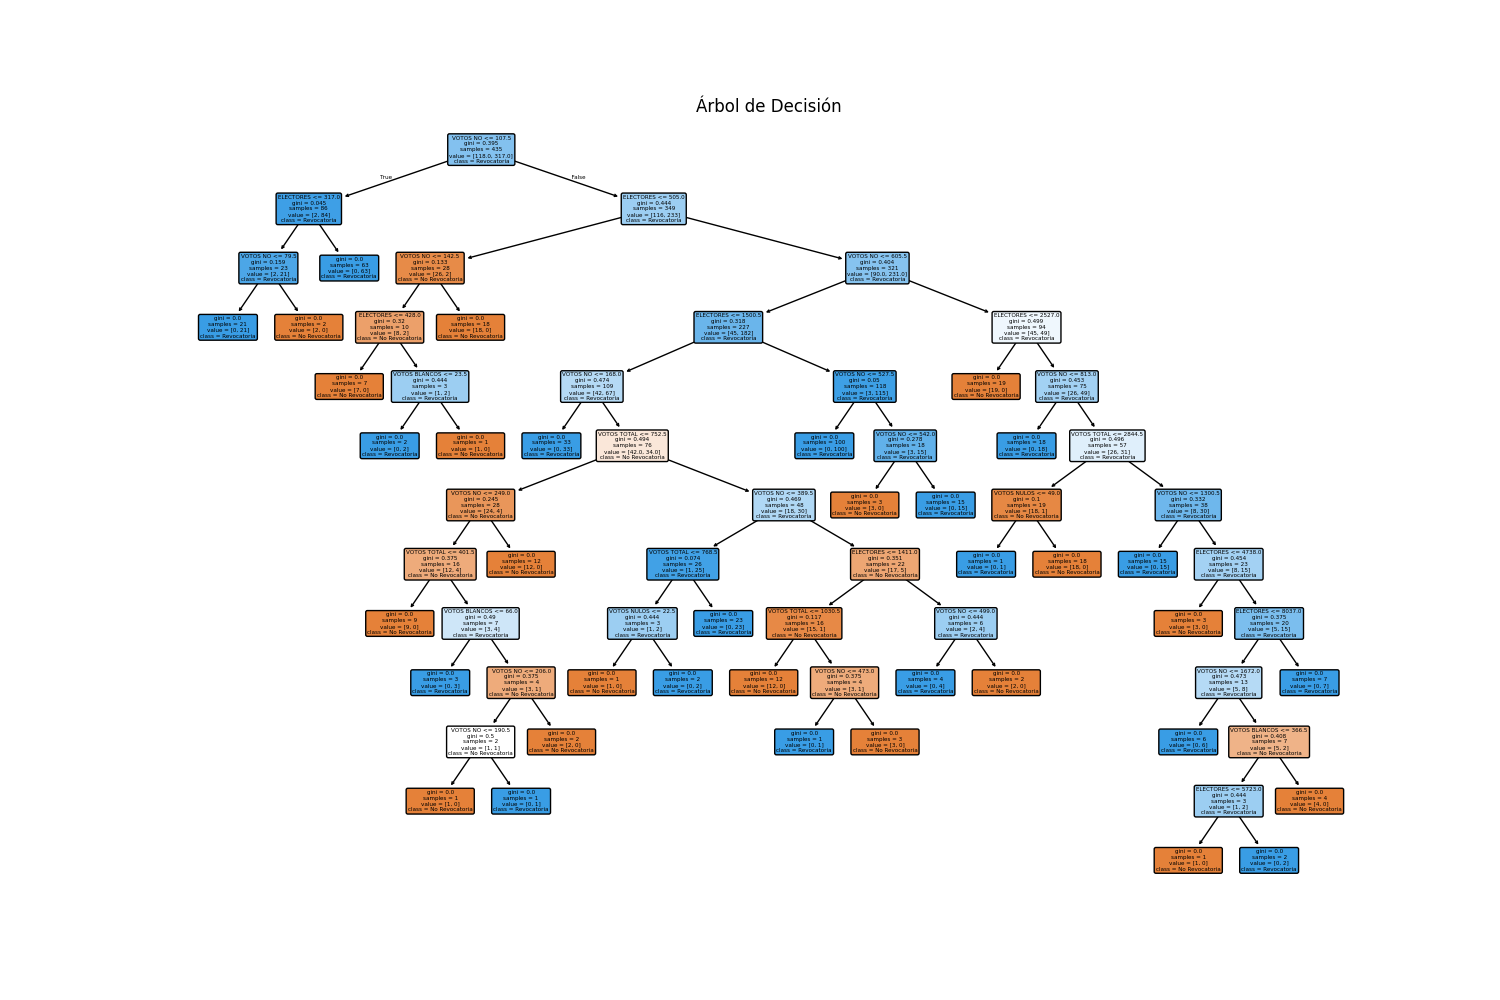 Árbol de Decisión
VOTOS NO <= 107.5
gini = 0.395
samples = 435
value = [118.0, 317.0]
class = Revocatoria
True
False
ELECTORES <= 317.0
gini = 0.045
samples = 86
value = [2, 84]
class = Revocatoria
ELECTORES <= 505.0
gini = 0.444
samples = 349
value = [116, 233]
class = Revocatoria
VOTOS NO <= 79.5
gini = 0.159
samples = 23
value = [2, 21]
class = Revocatoria
gini = 0.0
samples = 63
value = [0, 63]
class = Revocatoria
VOTOS NO <= 142.5
gini = 0.133
samples = 28
value = [26, 2]
class = No Revocatoria
VOTOS NO <= 605.5
gini = 0.404
samples = 321
value = [90.0, 231.0]
class = Revocatoria
gini = 0.0
samples = 21
value = [0, 21]
class = Revocatoria
gini = 0.0
samples = 2
value = [2, 0]
class = No Revocatoria
ELECTORES <= 428.0
gini = 0.32
samples = 10
value = [8, 2]
class = No Revocatoria
gini = 0.0
samples = 18
value = [18, 0]
class = No Revocatoria
ELECTORES <= 1500.5
gini = 0.318
samples = 227
value = [45, 182]
class = Revocatoria
ELECTORES <= 2527.0
gini = 0.499
samples = 94
value = [45, 49]
class = Revocatoria
gini = 0.0
samples = 7
value = [7, 0]
class = No Revocatoria
VOTOS BLANCOS <= 23.5
gini = 0.444
samples = 3
value = [1, 2]
class = Revocatoria
VOTOS NO <= 168.0
gini = 0.474
samples = 109
value = [42, 67]
class = Revocatoria
VOTOS NO <= 527.5
gini = 0.05
samples = 118
value = [3, 115]
class = Revocatoria
gini = 0.0
samples = 19
value = [19, 0]
class = No Revocatoria
VOTOS NO <= 813.0
gini = 0.453
samples = 75
value = [26, 49]
class = Revocatoria
gini = 0.0
samples = 2
value = [0, 2]
class = Revocatoria
gini = 0.0
samples = 1
value = [1, 0]
class = No Revocatoria
gini = 0.0
samples = 33
value = [0, 33]
class = Revocatoria
VOTOS TOTAL <= 752.5
gini = 0.494
samples = 76
value = [42.0, 34.0]
class = No Revocatoria
gini = 0.0
samples = 100
value = [0, 100]
class = Revocatoria
VOTOS NO <= 542.0
gini = 0.278
samples = 18
value = [3, 15]
class = Revocatoria
gini = 0.0
samples = 18
value = [0, 18]
class = Revocatoria
VOTOS TOTAL <= 2844.5
gini = 0.496
samples = 57
value = [26, 31]
class = Revocatoria
VOTOS NO <= 249.0
gini = 0.245
samples = 28
value = [24, 4]
class = No Revocatoria
VOTOS NO <= 389.5
gini = 0.469
samples = 48
value = [18, 30]
class = Revocatoria
gini = 0.0
samples = 3
value = [3, 0]
class = No Revocatoria
gini = 0.0
samples = 15
value = [0, 15]
class = Revocatoria
VOTOS NULOS <= 49.0
gini = 0.1
samples = 19
value = [18, 1]
class = No Revocatoria
VOTOS NO <= 1300.5
gini = 0.332
samples = 38
value = [8, 30]
class = Revocatoria
VOTOS TOTAL <= 401.5
gini = 0.375
samples = 16
value = [12, 4]
class = No Revocatoria
gini = 0.0
samples = 12
value = [12, 0]
class = No Revocatoria
VOTOS TOTAL <= 768.5
gini = 0.074
samples = 26
value = [1, 25]
class = Revocatoria
ELECTORES <= 1411.0
gini = 0.351
samples = 22
value = [17, 5]
class = No Revocatoria
gini = 0.0
samples = 1
value = [0, 1]
class = Revocatoria
gini = 0.0
samples = 18
value = [18, 0]
class = No Revocatoria
gini = 0.0
samples = 15
value = [0, 15]
class = Revocatoria
ELECTORES <= 4738.0
gini = 0.454
samples = 23
value = [8, 15]
class = Revocatoria
gini = 0.0
samples = 9
value = [9, 0]
class = No Revocatoria
VOTOS BLANCOS <= 66.0
gini = 0.49
samples = 7
value = [3, 4]
class = Revocatoria
VOTOS NULOS <= 22.5
gini = 0.444
samples = 3
value = [1, 2]
class = Revocatoria
gini = 0.0
samples = 23
value = [0, 23]
class = Revocatoria
VOTOS TOTAL <= 1030.5
gini = 0.117
samples = 16
value = [15, 1]
class = No Revocatoria
VOTOS NO <= 499.0
gini = 0.444
samples = 6
value = [2, 4]
class = Revocatoria
gini = 0.0
samples = 3
value = [3, 0]
class = No Revocatoria
ELECTORES <= 8037.0
gini = 0.375
samples = 20
value = [5, 15]
class = Revocatoria
gini = 0.0
samples = 3
value = [0, 3]
class = Revocatoria
VOTOS NO <= 206.0
gini = 0.375
samples = 4
value = [3, 1]
class = No Revocatoria
gini = 0.0
samples = 1
value = [1, 0]
class = No Revocatoria
gini = 0.0
samples = 2
value = [0, 2]
class = Revocatoria
gini = 0.0
samples = 12
value = [12, 0]
class = No Revocatoria
VOTOS NO <= 473.0
gini = 0.375
samples = 4
value = [3, 1]
class = No Revocatoria
gini = 0.0
samples = 4
value = [0, 4]
class = Revocatoria
gini = 0.0
samples = 2
value = [2, 0]
class = No Revocatoria
VOTOS NO <= 1672.0
gini = 0.473
samples = 13
value = [5, 8]
class = Revocatoria
gini = 0.0
samples = 7
value = [0, 7]
class = Revocatoria
VOTOS NO <= 190.5
gini = 0.5
samples = 2
value = [1, 1]
class = No Revocatoria
gini = 0.0
samples = 2
value = [2, 0]
class = No Revocatoria
gini = 0.0
samples = 1
value = [0, 1]
class = Revocatoria
gini = 0.0
samples = 3
value = [3, 0]
class = No Revocatoria
gini = 0.0
samples = 6
value = [0, 6]
class = Revocatoria
VOTOS BLANCOS <= 366.5
gini = 0.408
samples = 7
value = [5, 2]
class = No Revocatoria
gini = 0.0
samples = 1
value = [1, 0]
class = No Revocatoria
gini = 0.0
samples = 1
value = [0, 1]
class = Revocatoria
ELECTORES <= 5723.0
gini = 0.444
samples = 3
value = [1, 2]
class = Revocatoria
gini = 0.0
samples = 4
value = [4, 0]
class = No Revocatoria
gini = 0.0
samples = 1
value = [1, 0]
class = No Revocatoria
gini = 0.0
samples = 2
value = [0, 2]
class = Revocatoria